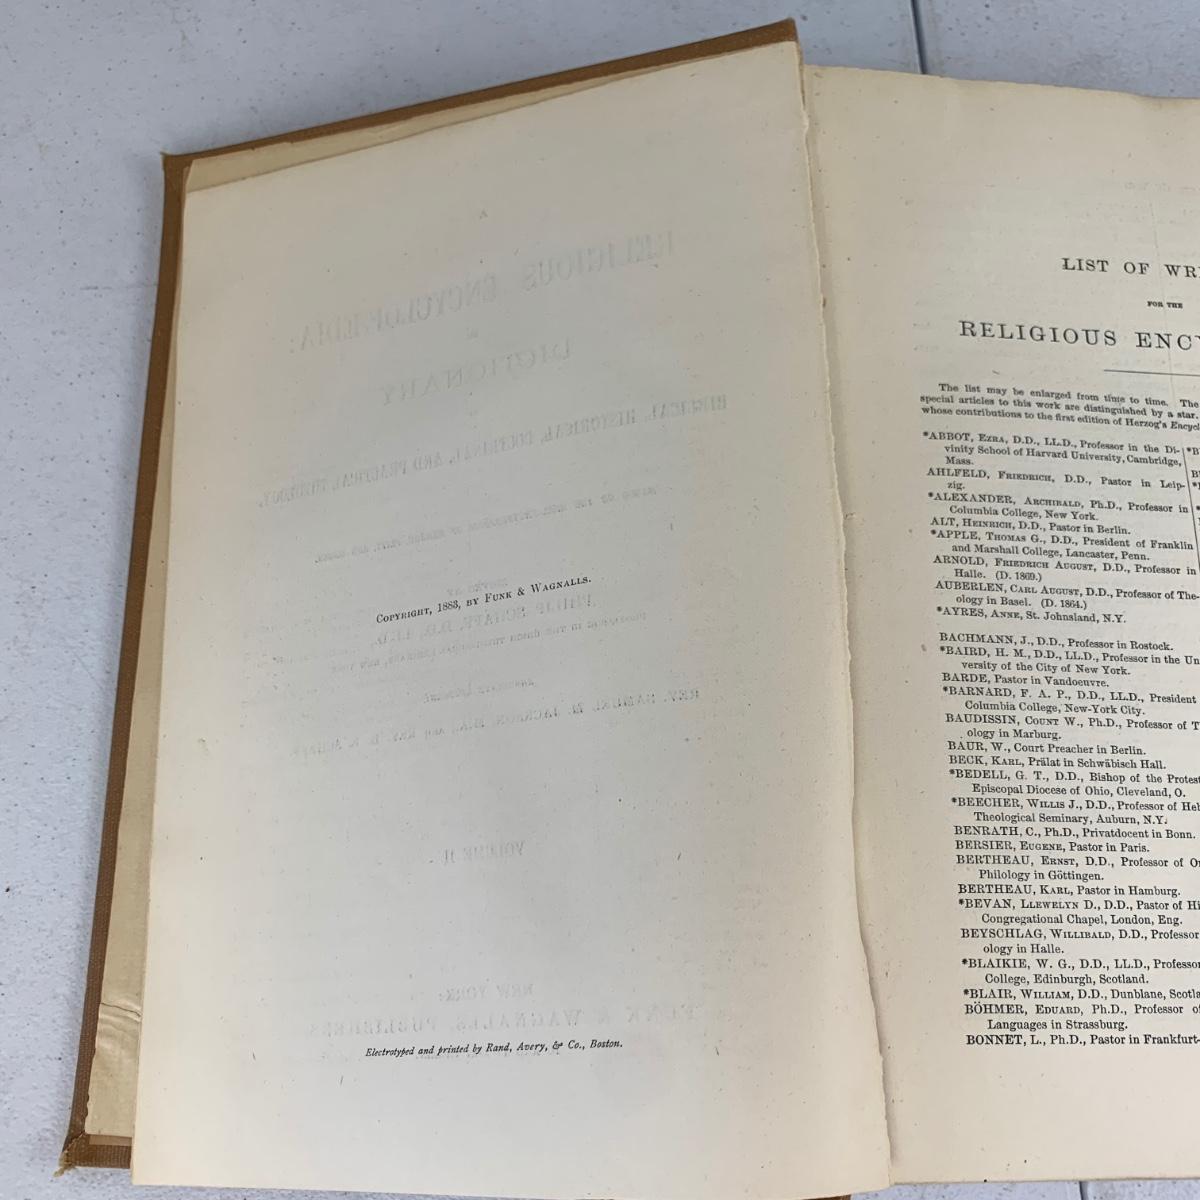 COPYRIGHT, 1883, BY FUNK & WAGNALLS.
Electrotyped and printed by Rand, Avery, & Co., Boston.
LIST OF WRI
FOR THE
RELIGIOUS ENCY
The list may be enlarged from time to time. The
special articles to this work are distinguished by a star.
whose contributions to the first edition of Herzog's Encycl
*ABBOT, EZRA, D.D., LL.D., Professor in the Di-
vinity School of Harvard University, Cambridge,
Mass.
AHLFELD, FRIEDRICH, D.D., Pastor in Leip-
zig.
*ALEXANDER, ARCHIBALD, Ph.D., Professor in
Columbia College, New York.
ALT, HEINRICH, D.D., Pastor in Berlin.
*APPLE, THOMAS G., D.D., President of Franklin
and Marshall College, Lancaster, Penn.
ARNOLD, FRIEDRICH AUGUST, D.D., Professor in
Halle. (D. 1869.)
AUBERLEN, CARL AUGUST, D.D., Professor of The-
ology in Basel. (D. 1864.)
*AYRES, ANNE, St. Johnsland, N.Y.
BACHMANN, J., D.D., Professor in Rostock.
*BAIRD, H. M., D.D., LL.D., Professor in the Un
versity of the City of New York.
BARDE, Pastor in Vandoeuvre.
*BARNARD, F. A. P., D.D., LL.D., President
Columbia College, New-York City.
BAUDISSIN, COUNT W., Ph.D., Professor of T
ology in Marburg.
BAUR, W., Court Preacher in Berlin.
BECK, KARL, Prälat in Schwäbisch Hall.
*BEDELL, G. T., D.D., Bishop of the Protest
Episcopal Diocese of Ohio, Cleveland, O.
*BEECHER, WILLIS J., D.D., Professor of Heb
Theological Seminary, Auburn, N.Y.
BENRATH, C., Ph.D., Privatdocent in Bonn.
BERSIER, EUGENE, Pastor in Paris.
BERTHEAU, ERNST, D.D., Professor of Or
Philology in Göttingen.
BERTHEAU, KARL, Pastor in Hamburg.
*BEVAN, LLEWELYN D., D.D., Pastor of Hi
Congregational Chapel, London, Eng.
BEYSCHLAG, WILLIBALD, D.D., Professor
ology in Halle.
*BLAIKIE, W. G., D.D., LL.D., Professor
College, Edinburgh, Scotland.
*BLAIR, WILLIAM, D.D., Dunblane, Scotla
BÖHMER, EDUARD, Ph.D., Professor of
Languages in Strassburg.
BONNET, L., Ph.D., Pastor in Frankfurt-